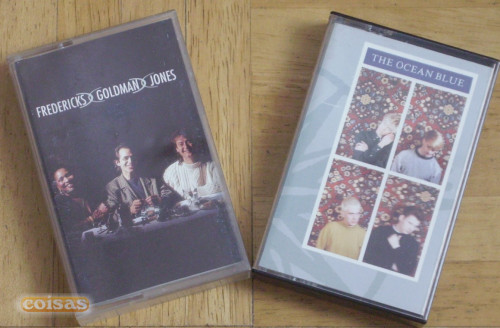 FREDERICKS GOLDMAN JONES
THE OCEAN BLUE
coisas